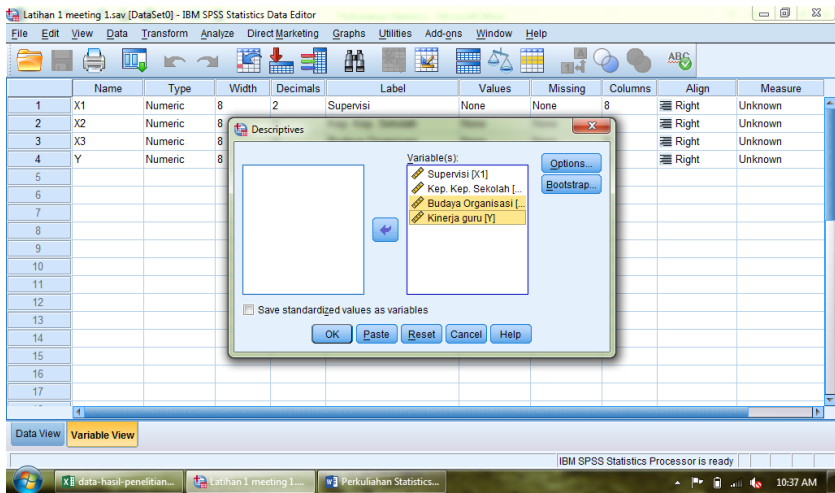 Latihan 1 meeting 1.sav [DataSet0] - IBM SPSS Statistics Data Editor
File Edit View Data Transform Analyze Direct Marketing Graphs Utilities Add-ons Window Help
Name Type Width Decimals Label Values Missing Columns Align Measure
1 X1 Numeric 8 2 Supervisi None None 8 Right Unknown
2 X2 Numeric 8 Right Unknown
3 X3 Numeric 8 Right Unknown
4 Y Numeric 8 Right Unknown
5
6
7
8
9
10
11
12
13
14
15
16
17
Descriptives
Variable(s):
Supervisi [X1]
Kep. Kep. Sekolah [...
Budaya Organisasi [...
Kinerja guru [Y]
Options...
Bootstrap...
Save standardized values as variables
OK Paste Reset Cancel Help
Data View Variable View
IBM SPSS Statistics Processor is ready
data-hasil-penelitian... Latihan 1 meeting 1.... Perkuliahan Statistics... 10:37 AM